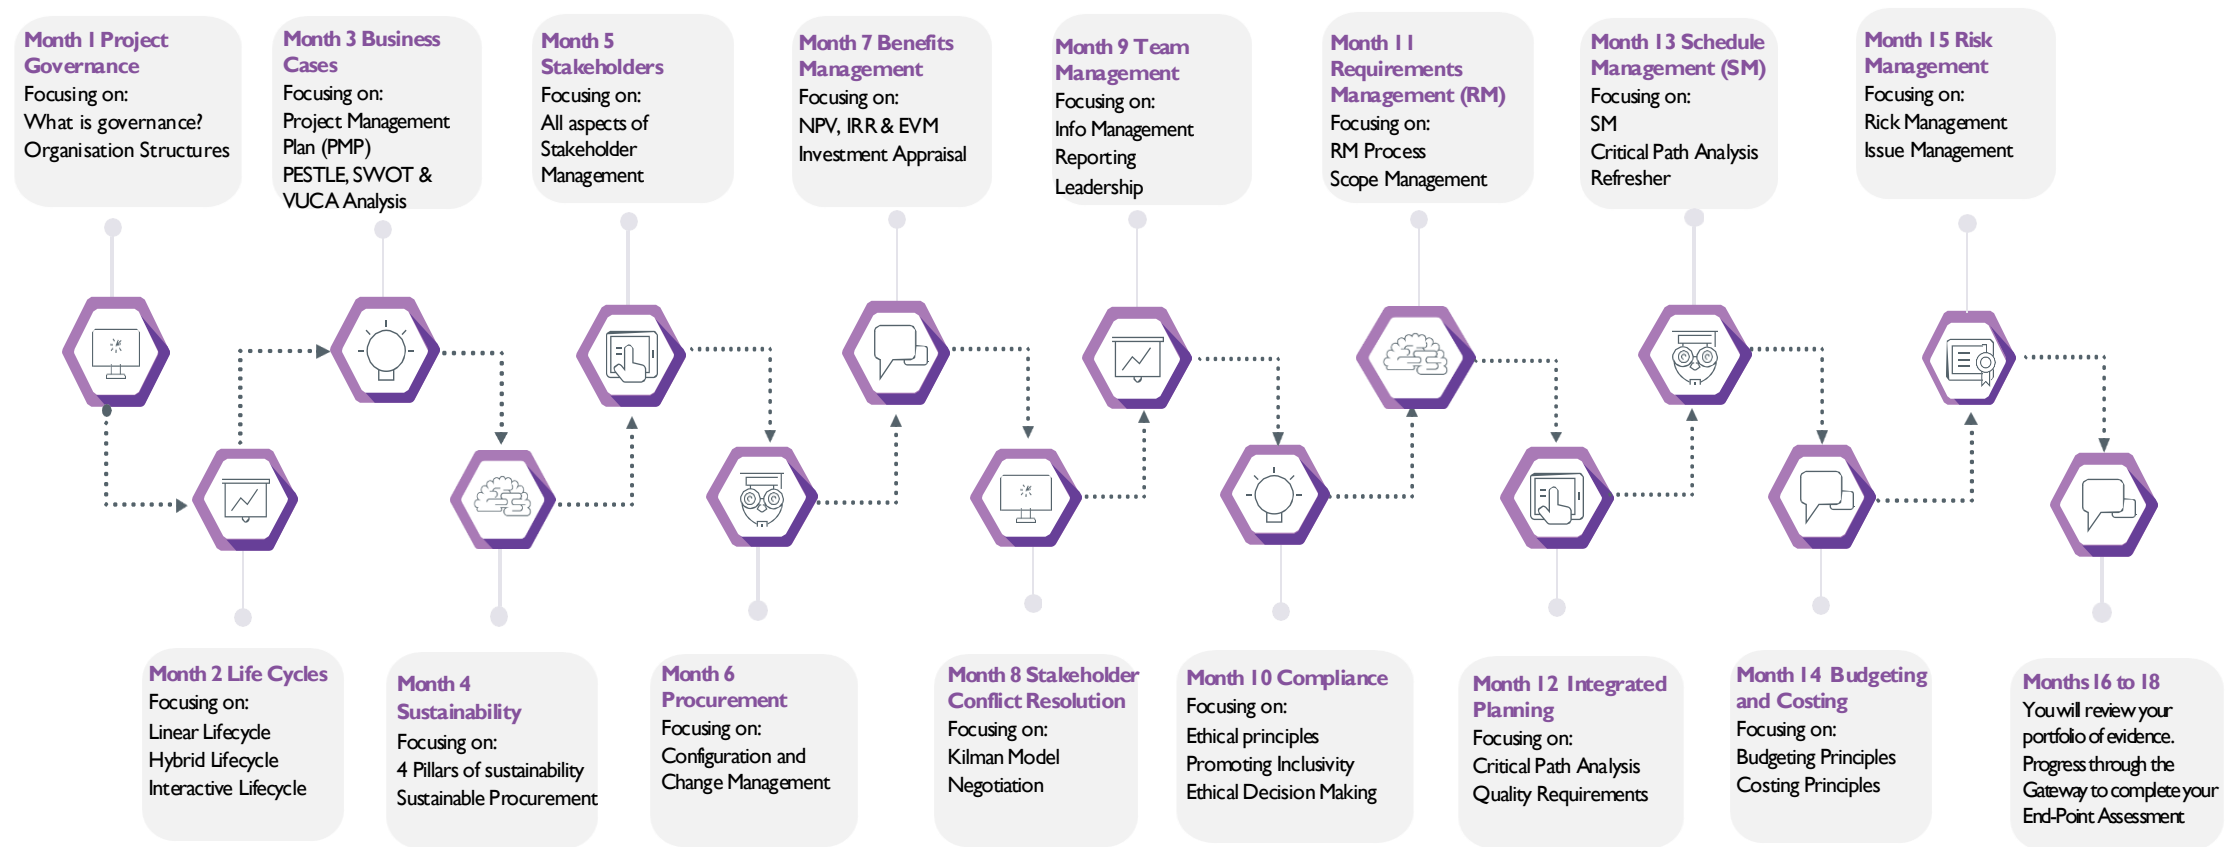 Month 1 Project
Governance
Focusing on:
What is governance?
Organisation Structures
Month 3 Business
Cases
Focusing on:
Project Management
Plan (PMP)
PESTLE, SWOT &
VUCA Analysis
Month 5
Stakeholders
Focusing on:
All aspects of
Stakeholder
Management
Month 7 Benefits
Management
Focusing on:
NPV, IRR & EVM
Investment Appraisal
Month 9 Team
Management
Focusing on:
Info Management
Reporting
Leadership
Month 11
Requirements
Management (RM)
Focusing on:
RM Process
Scope Management
Month 13 Schedule
Management (SM)
Focusing on:
SM
Critical Path Analysis
Refresher
Month 15 Risk
Management
Focusing on:
Rick Management
Issue Management
Month 2 Life Cycles
Focusing on:
Linear Lifecycle
Hybrid Lifecycle
Interactive Lifecycle
Month 4
Sustainability
Focusing on:
4 Pillars of sustainability
Sustainable Procurement
Month 6
Procurement
Focusing on:
Configuration and
Change Management
Month 8 Stakeholder
Conflict Resolution
Focusing on:
Kilman Model
Negotiation
Month 10 Compliance
Focusing on:
Ethical principles
Promoting Inclusivity
Ethical Decision Making
Month 12 Integrated
Planning
Focusing on:
Critical Path Analysis
Quality Requirements
Month 14 Budgeting
and Costing
Focusing on:
Budgeting Principles
Costing Principles
Months 16 to 18
You will review your
portfolio of evidence.
Progress through the
Gateway to complete your
End-Point Assessment